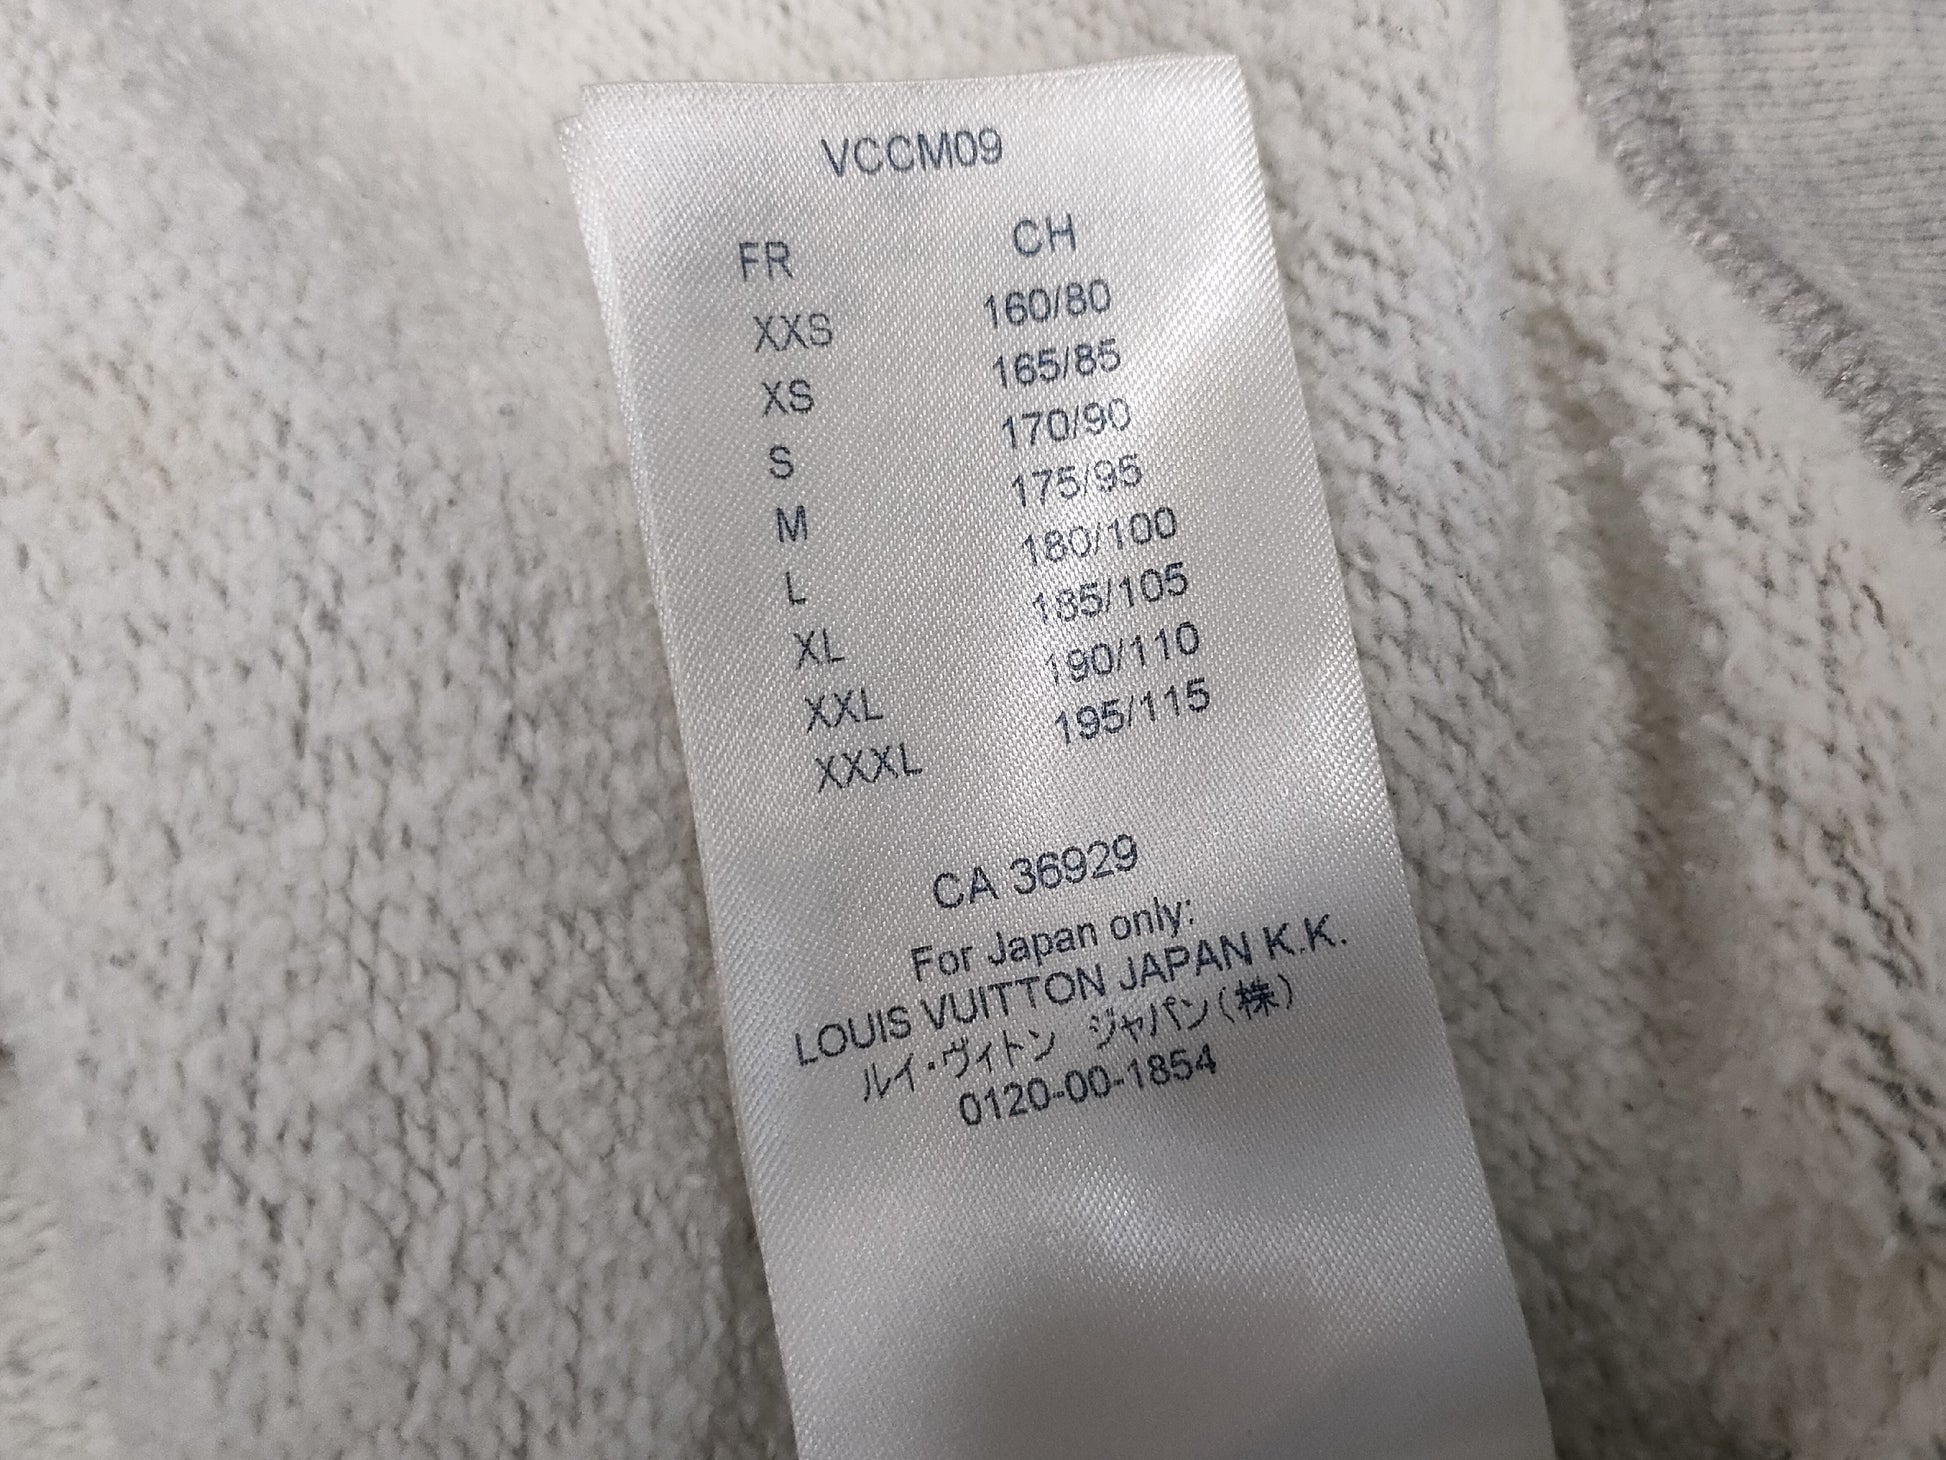 VCCM09
FR CH
XXS 160/80
XS 165/85
S 170/90
M 175/95
L 180/100
XL 185/105
XXL 190/110
XXXL 195/115
CA 36929
For Japan only:
LOUIS VUITTON JAPAN K.K.
ルイ・ヴィトン ジャパン(株)
0120-00-1854